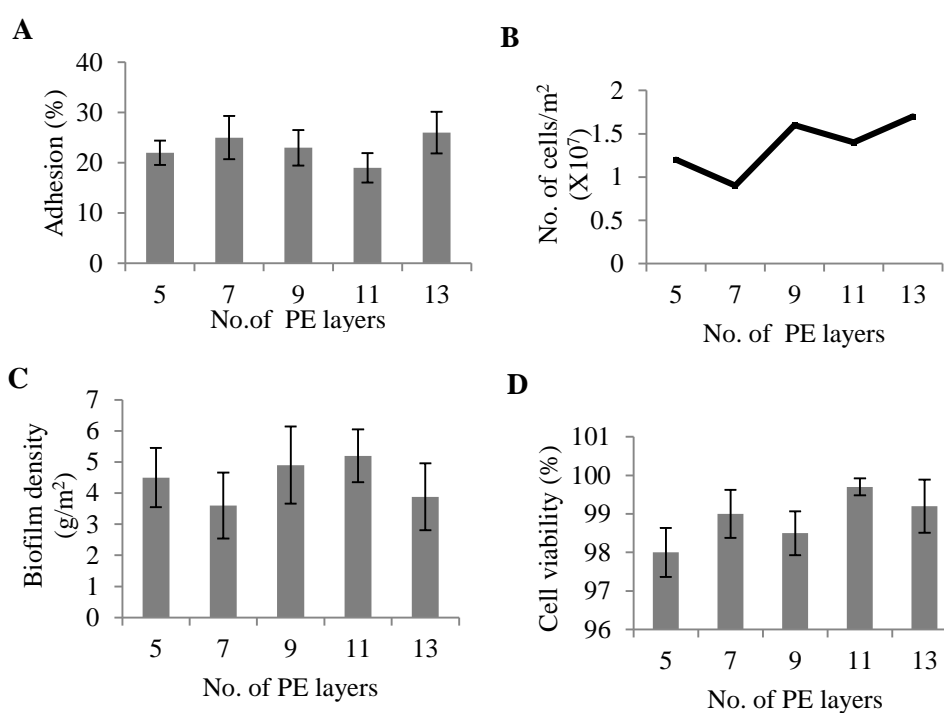 A
Adhesion (%)
40
30
20
10
0
5 7 9 11 13
No.of PE layers
B
No. of cells/m²
(X10⁷)
2
1.5
1
0.5
0
5 7 9 11 13
No. of PE layers
C
Biofilm density
(g/m²)
7
6
5
4
3
2
1
0
5 7 9 11 13
No. of PE layers
D
Cell viability (%)
101
100
99
98
97
96
5 7 9 11 13
No. of PE layers